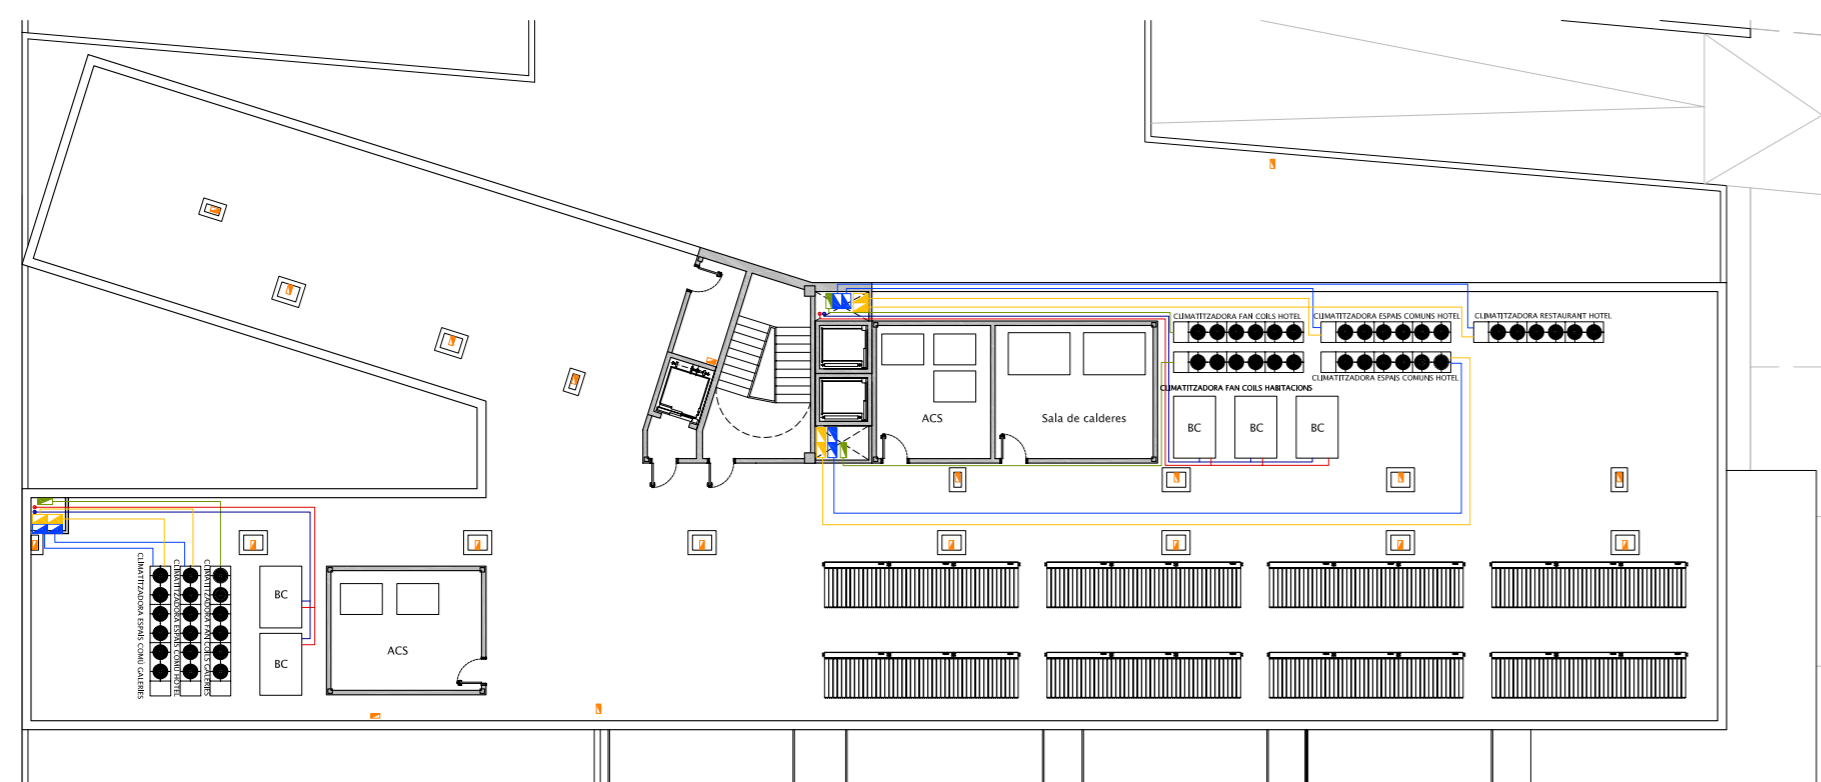 CLIMATITZADORA FAN COILS HOTEL
CLIMATITZADORA ESPAIS COMUNS HOTEL
CLIMATITZADORA RESTAURANT HOTEL
CLIMATITZADORA FAN COILS HABITACIONS
CLIMATITZADORA ESPAIS COMUNS HOTEL
ACS
Sala de calderes
BC
BC
BC
CLIMATITZADORA ESPAIS COMÚ GALERIES
CLIMATITZADORA ESPAIS COMÚ HOTEL
CLIMATITZADORA FAN COILS GALERIES
BC
BC
ACS